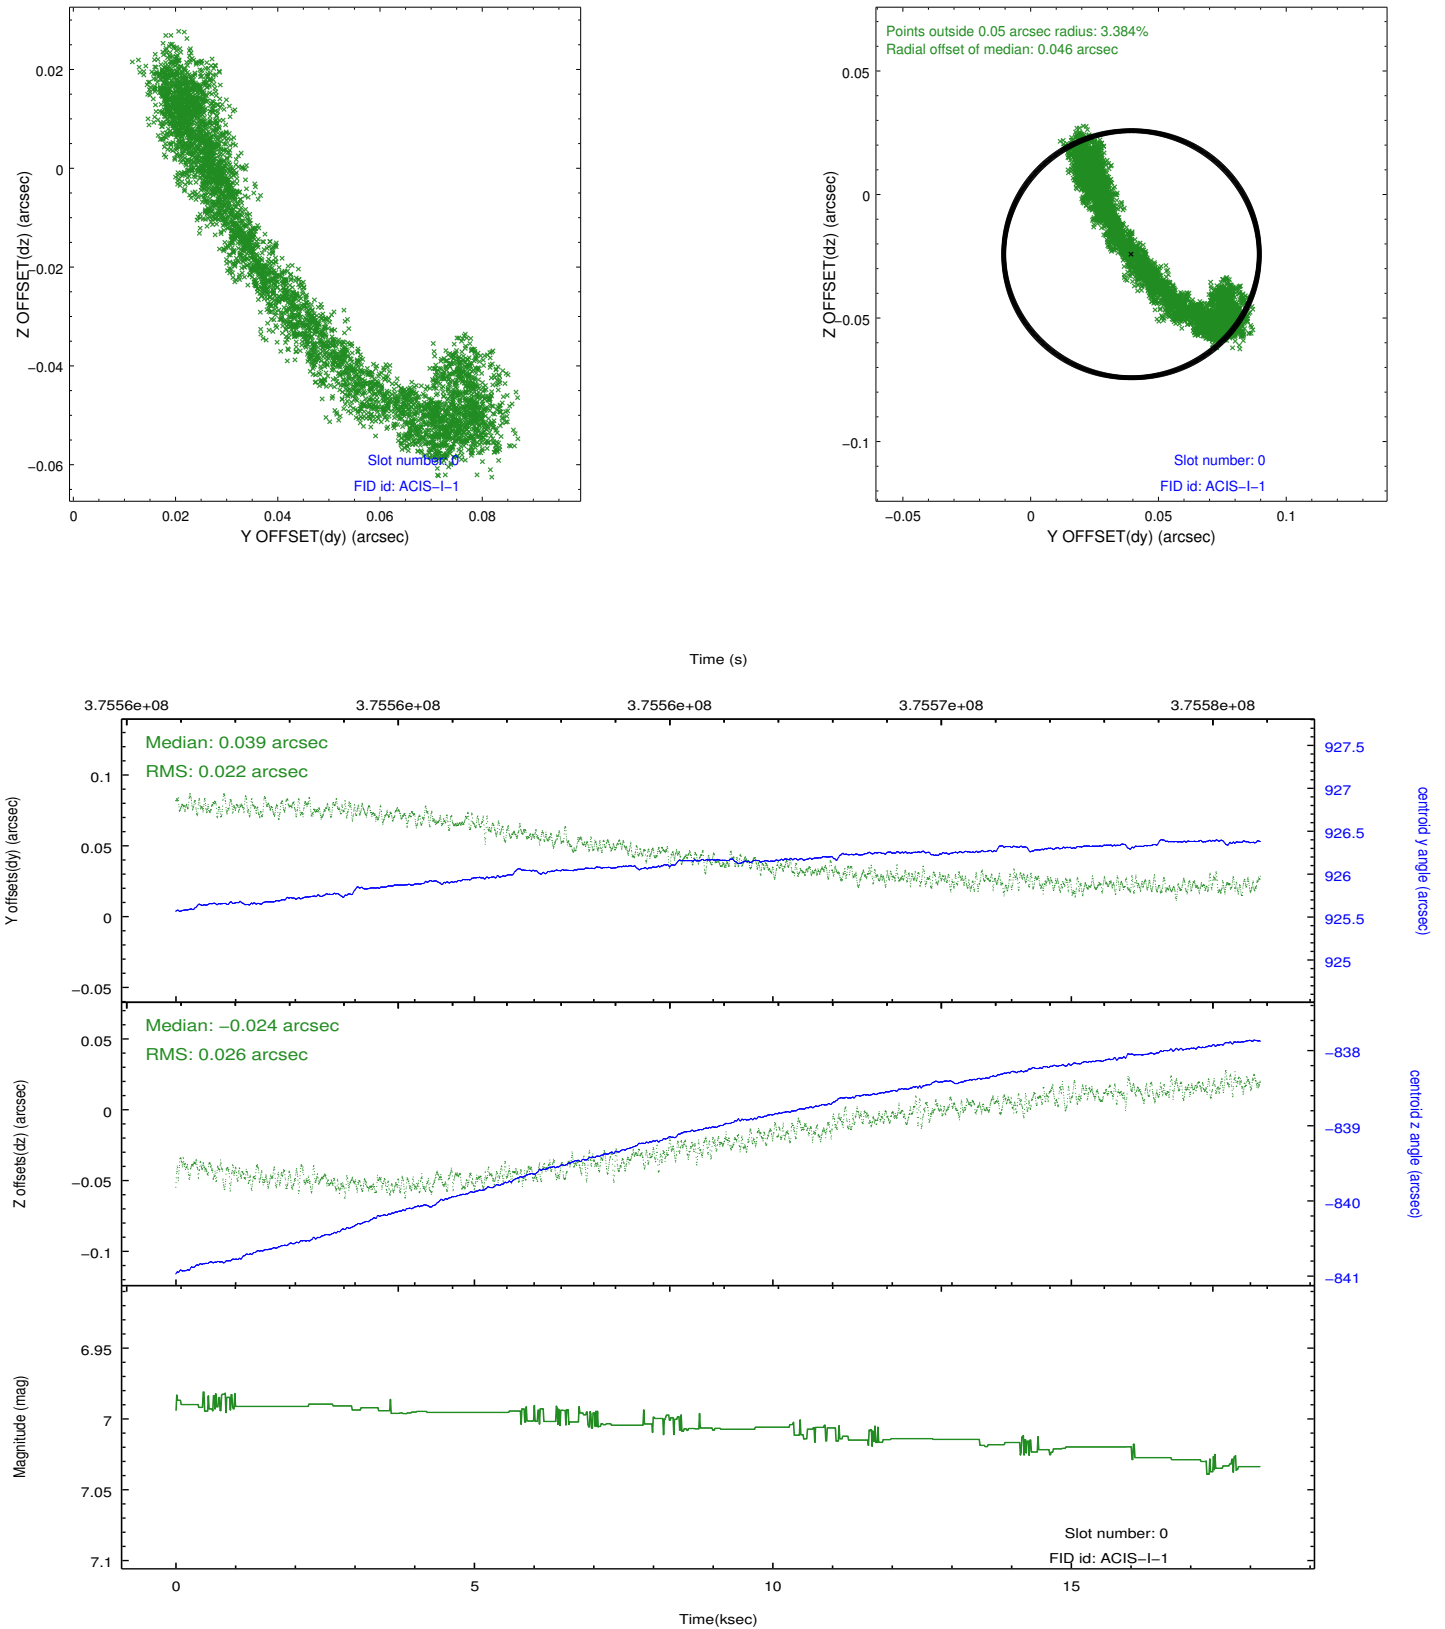 0.02
0
−0.02
−0.04
−0.06
Z OFFSET(dz) (arcsec)
Slot number: 0
FID id: ACIS−I−1
0
0.02
0.04
0.06
0.08
Y OFFSET(dy) (arcsec)
Points outside 0.05 arcsec radius: 3.384%
Radial offset of median: 0.046 arcsec
0.05
0
−0.05
−0.1
Z OFFSET(dz) (arcsec)
Slot number: 0
FID id: ACIS−I−1
−0.05
0
0.05
0.1
Y OFFSET(dy) (arcsec)
Time (s)
3.7556e+08
3.7556e+08
3.7556e+08
3.7557e+08
3.7558e+08
Median: 0.039 arcsec
RMS: 0.022 arcsec
0.1
0.05
0
−0.05
Y offsets(dy) (arcsec)
927.5
927
926.5
926
925.5
925
centroid y angle (arcsec)
Median: −0.024 arcsec
RMS: 0.026 arcsec
0.05
0
−0.05
−0.1
Z offsets(dz) (arcsec)
−838
−839
−840
−841
centroid z angle (arcsec)
6.95
7
7.05
7.1
Magnitude (mag)
Slot number: 0
FID id: ACIS−I−1
0
5
10
15
Time(ksec)